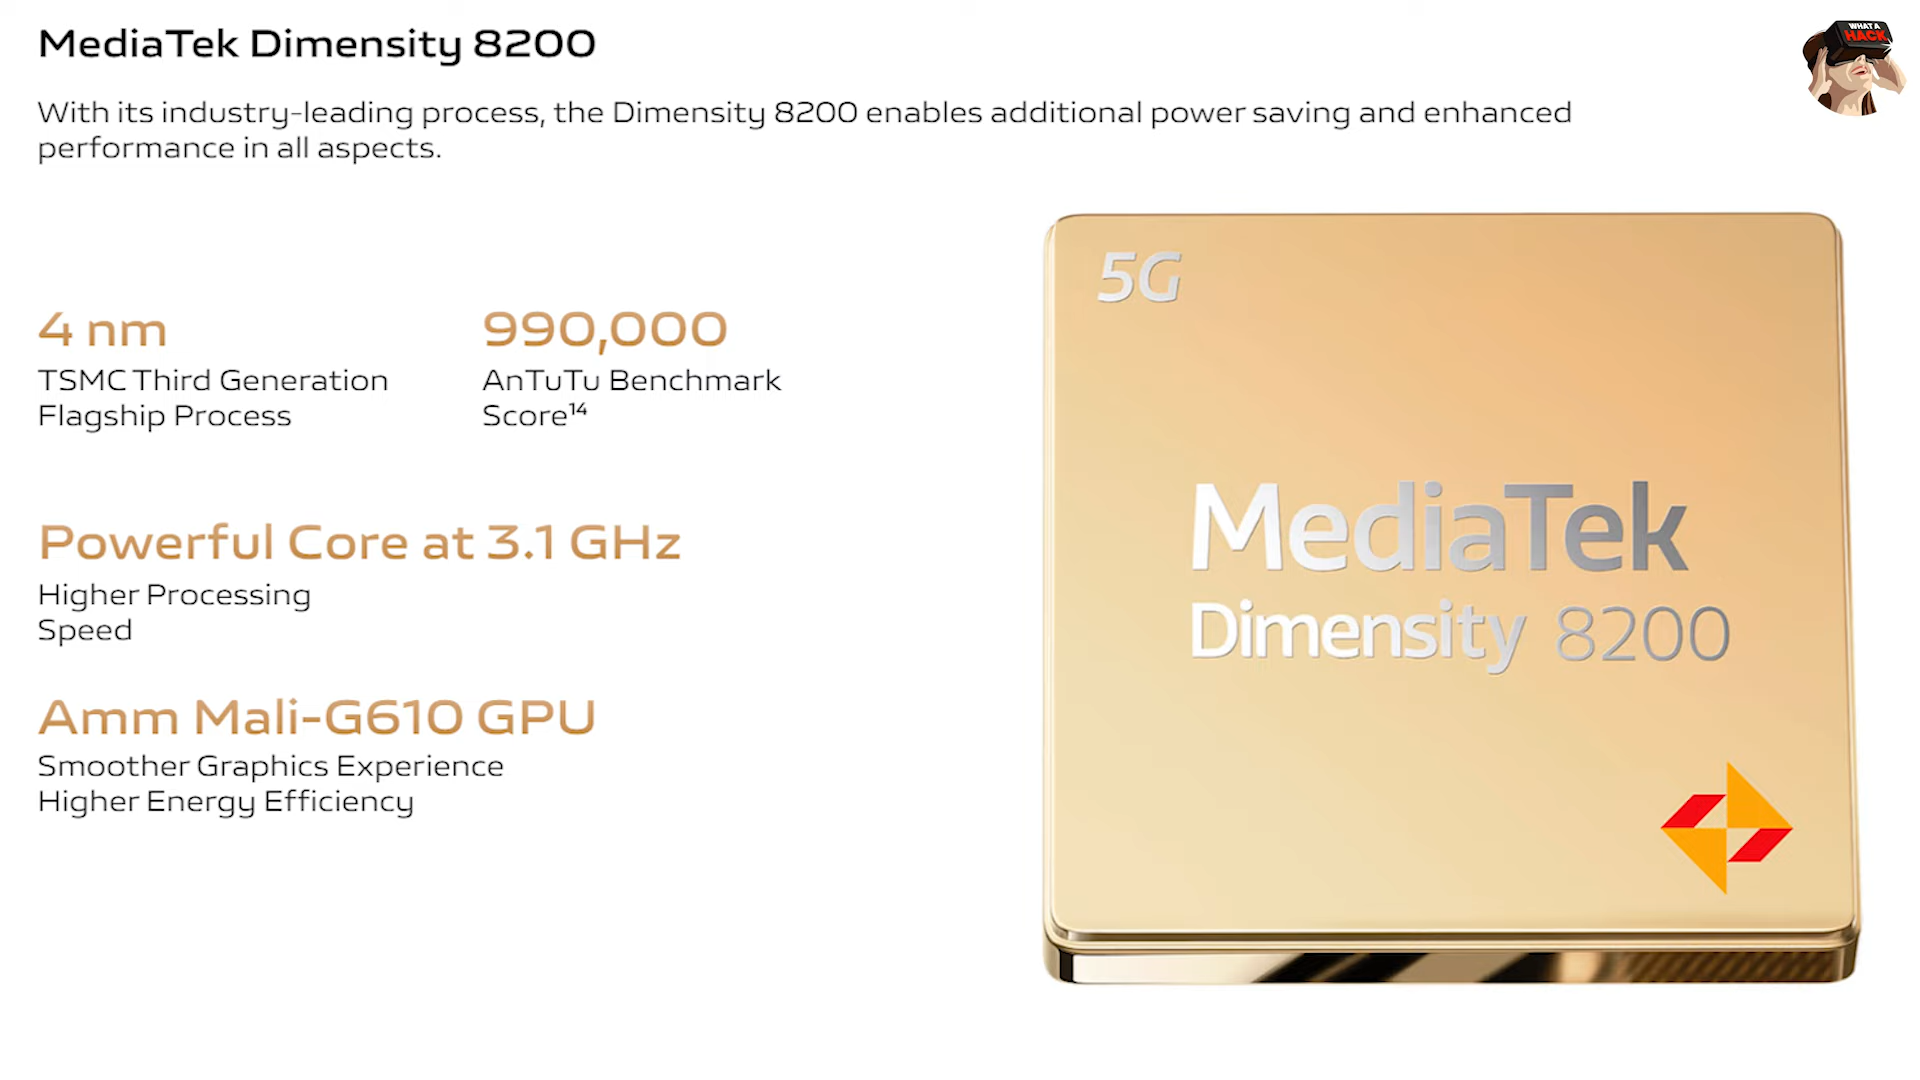 MediaTek Dimensity 8200
WHAT A
HACK
With its industry-leading process, the Dimensity 8200 enables additional power saving and enhanced
performance in all aspects.
4 nm
TSMC Third Generation
Flagship Process
990,000
AnTuTu Benchmark
Score¹⁴
Powerful Core at 3.1 GHz
Higher Processing
Speed
Amm Mali-G610 GPU
Smoother Graphics Experience
Higher Energy Efficiency
5G
MediaTek
Dimensity 8200